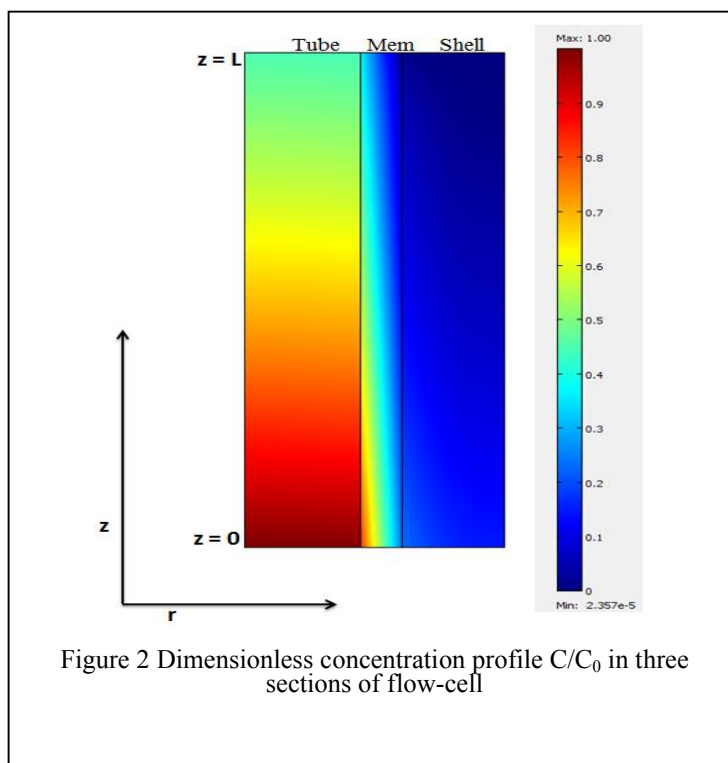 Tube Mem Shell
z = L
z
z = 0
r
Max: 1.00
0.9
0.8
0.7
0.6
0.5
0.4
0.3
0.2
0.1
0
Min: 2.357e-5
Figure 2 Dimensionless concentration profile C/C₀ in three
sections of flow-cell